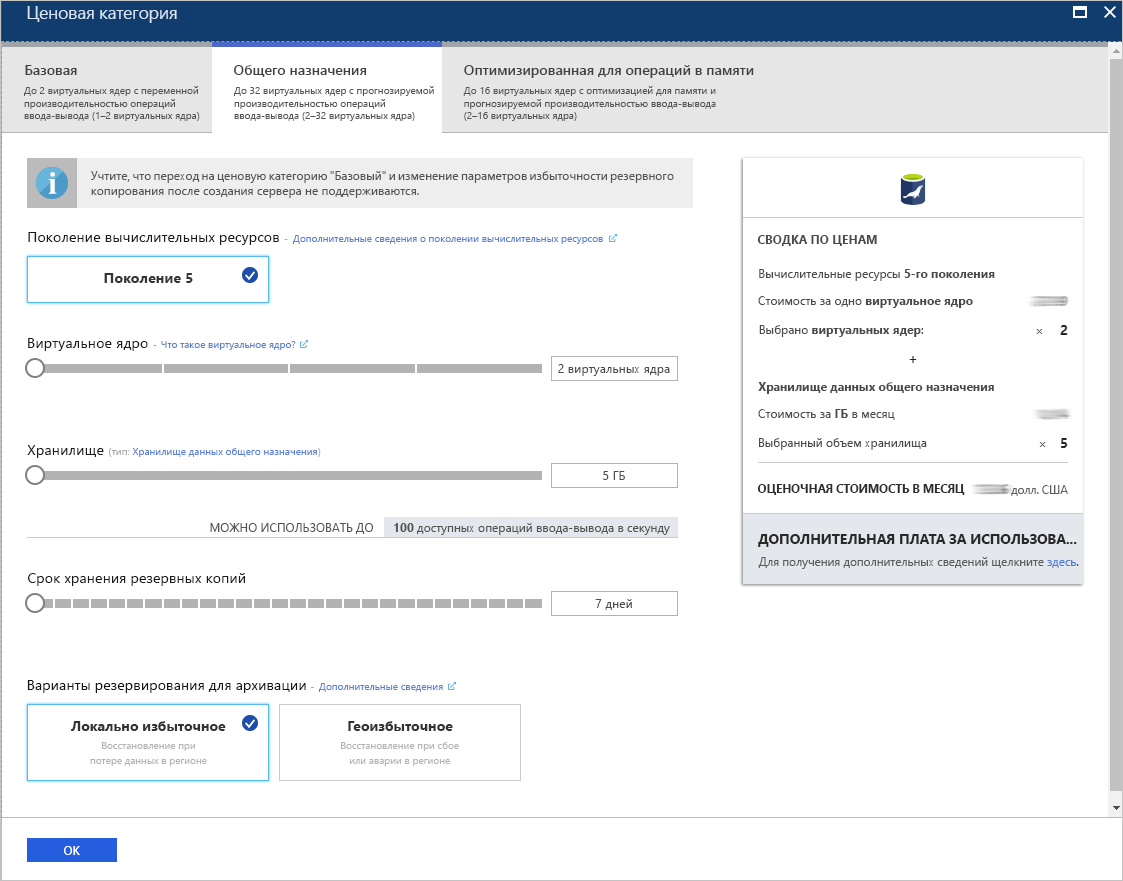 Ценовая категория
Базовая
До 2 виртуальных ядер с переменной
производительностью операций
ввода-вывода (1–2 виртуальных ядра)
Общего назначения
До 32 виртуальных ядер с прогнозируемой
производительностью операций
ввода-вывода (2–32 виртуальных ядра)
Оптимизированная для операций в памяти
До 16 виртуальных ядер с оптимизацией для памяти и
прогнозируемой производительностью ввода-вывода
(2–16 виртуальных ядра)
Учтите, что переход на ценовую категорию "Базовый" и изменение параметров избыточности резервного
копирования после создания сервера не поддерживаются.
Поколение вычислительных ресурсов - Дополнительные сведения о поколении вычислительных ресурсов
Поколение 5
Виртуальное ядро - Что такое виртуальное ядро?
2 виртуальных ядра
Хранилище (тип: Хранилище данных общего назначения)
5 ГБ
МОЖНО ИСПОЛЬЗОВАТЬ ДО 100 доступных операций ввода-вывода в секунду
Срок хранения резервных копий
7 дней
Варианты резервирования для архивации - Дополнительные сведения
Локально избыточное
Восстановление при
потере данных в регионе
Геоизбыточное
Восстановление при сбое
или аварии в регионе
OK
СВОДКА ПО ЦЕНАМ
Вычислительные ресурсы 5-го поколения
Стоимость за одно виртуальное ядро
Выбрано виртуальных ядер: × 2
+
Хранилище данных общего назначения
Стоимость за ГБ в месяц
Выбранный объем хранилища × 5
ОЦЕНОЧНАЯ СТОИМОСТЬ В МЕСЯЦ долл. США
ДОПОЛНИТЕЛЬНАЯ ПЛАТА ЗА ИСПОЛЬЗОВА...
Для получения дополнительных сведений щелкните здесь.